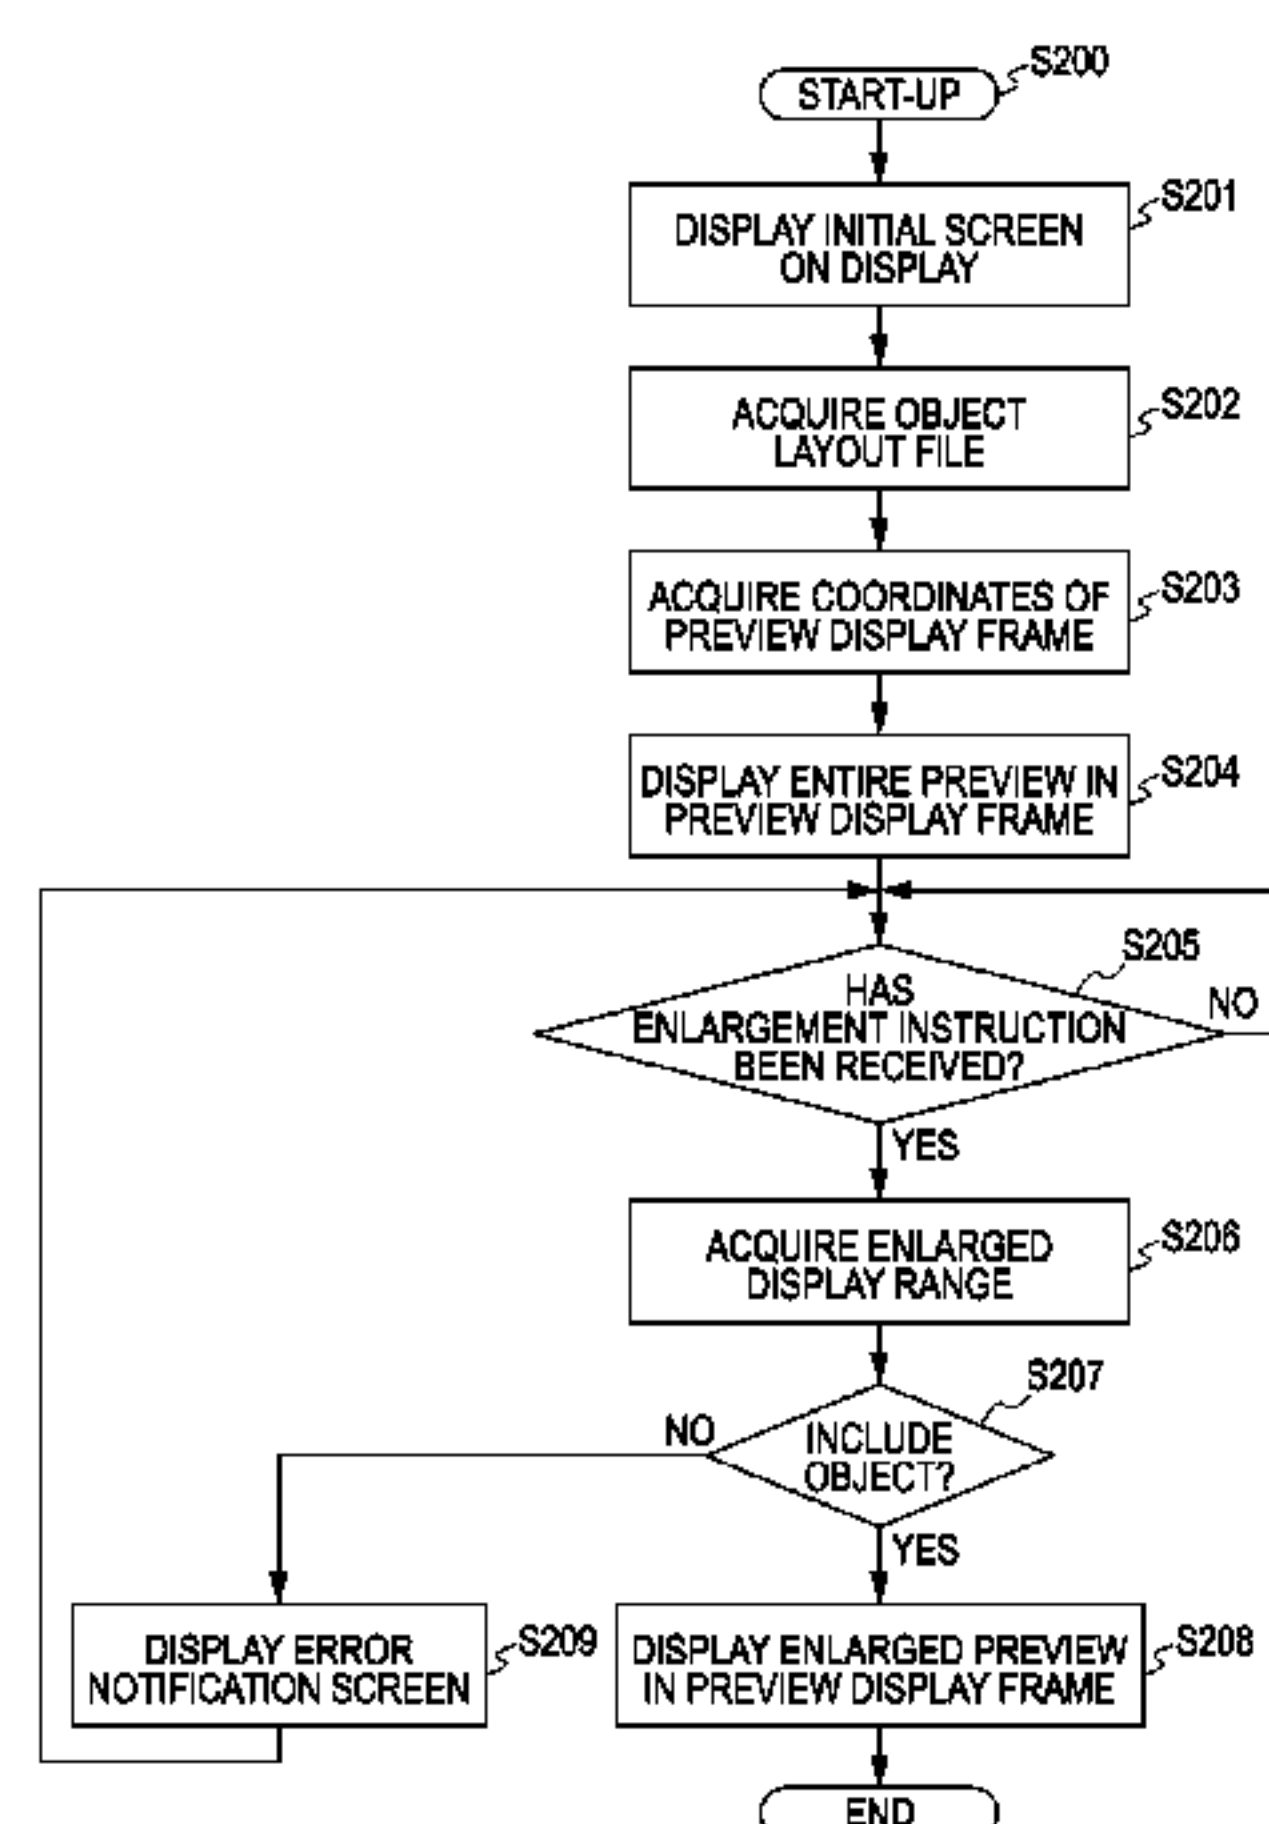 S200
START-UP
S201
DISPLAY INITIAL SCREEN
ON DISPLAY
S202
ACQUIRE OBJECT
LAYOUT FILE
S203
ACQUIRE COORDINATES OF
PREVIEW DISPLAY FRAME
S204
DISPLAY ENTIRE PREVIEW IN
PREVIEW DISPLAY FRAME
S205
HAS
ENLARGEMENT INSTRUCTION
BEEN RECEIVED?
NO
YES
S206
ACQUIRE ENLARGED
DISPLAY RANGE
S207
INCLUDE
OBJECT?
NO
YES
S209
DISPLAY ERROR
NOTIFICATION SCREEN
S208
DISPLAY ENLARGED PREVIEW
IN PREVIEW DISPLAY FRAME
END